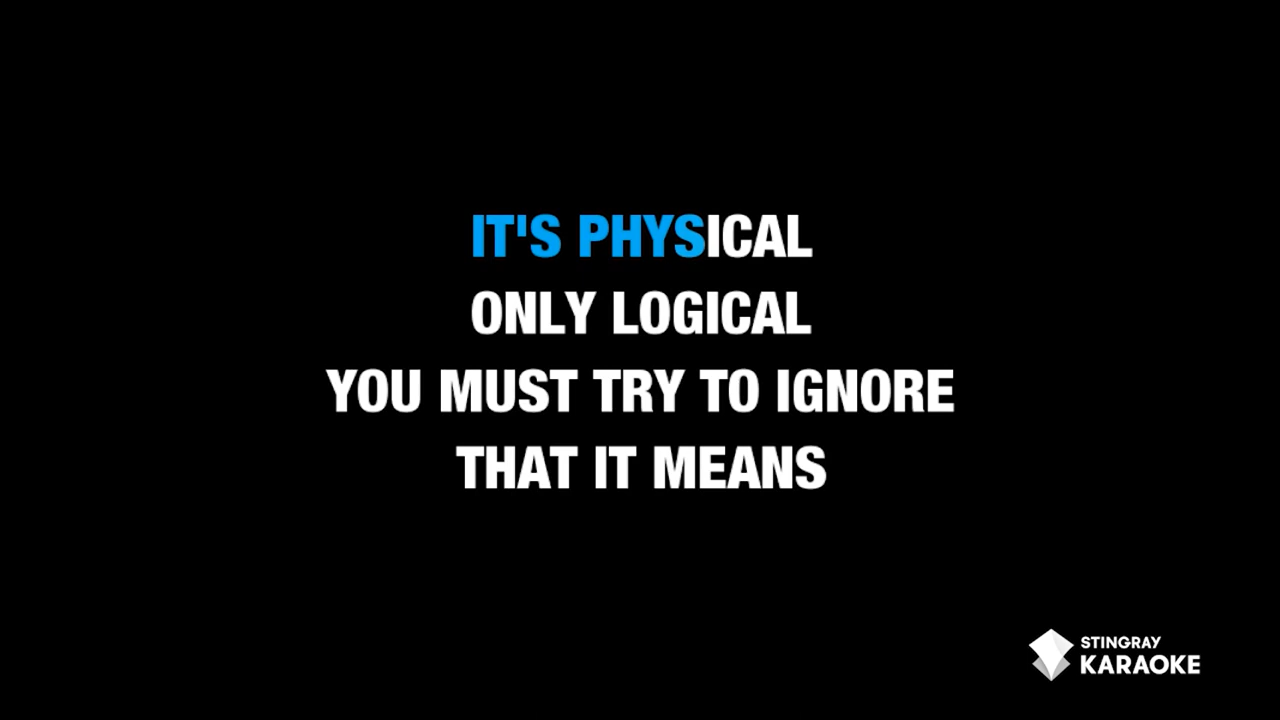 IT'S PHYSICAL
ONLY LOGICAL
YOU MUST TRY TO IGNORE
THAT IT MEANS
STINGRAY
KARAOKE